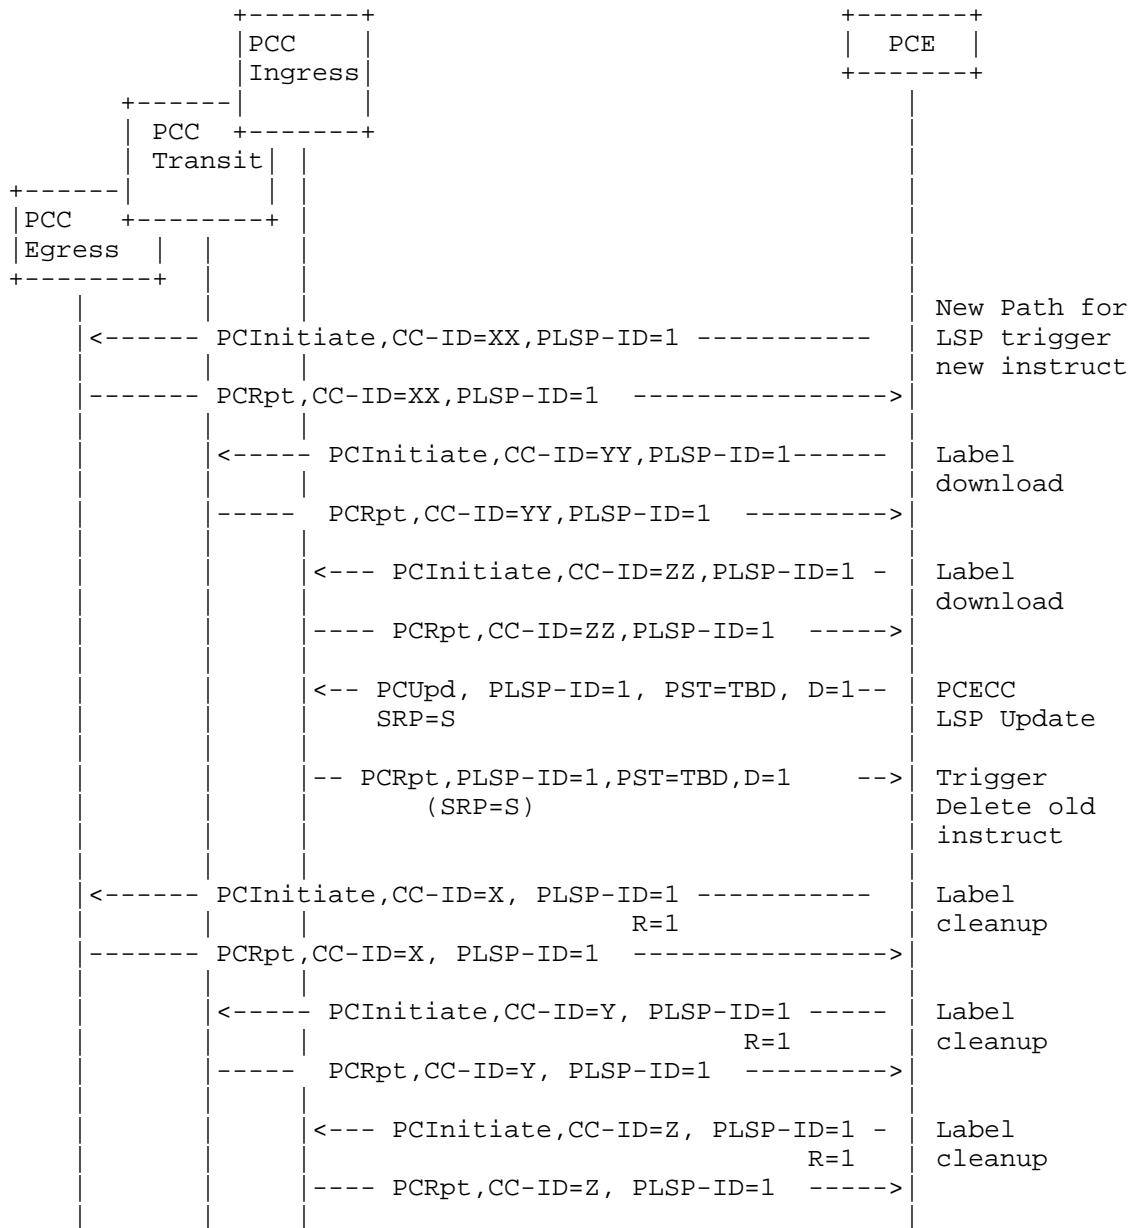 PCC
PCE
Ingress
PCC
Transit
PCC
Egress
New Path for
PCInitiate,CC-ID=XX,PLSP-ID=1 LSP trigger
new instruct
PCRpt,CC-ID=XX,PLSP-ID=1
PCInitiate,CC-ID=YY,PLSP-ID=1 Label
download
PCRpt,CC-ID=YY,PLSP-ID=1
PCInitiate,CC-ID=ZZ,PLSP-ID=1 Label
download
PCRpt,CC-ID=ZZ,PLSP-ID=1
PCUpd, PLSP-ID=1, PST=TBD, D=1 PCECC
SRP=S LSP Update
PCRpt,PLSP-ID=1,PST=TBD,D=1 Trigger
(SRP=S) Delete old
instruct
PCInitiate,CC-ID=X, PLSP-ID=1 Label
R=1 cleanup
PCRpt,CC-ID=X, PLSP-ID=1
PCInitiate,CC-ID=Y, PLSP-ID=1 Label
R=1 cleanup
PCRpt,CC-ID=Y, PLSP-ID=1
PCInitiate,CC-ID=Z, PLSP-ID=1 Label
R=1 cleanup
PCRpt,CC-ID=Z, PLSP-ID=1